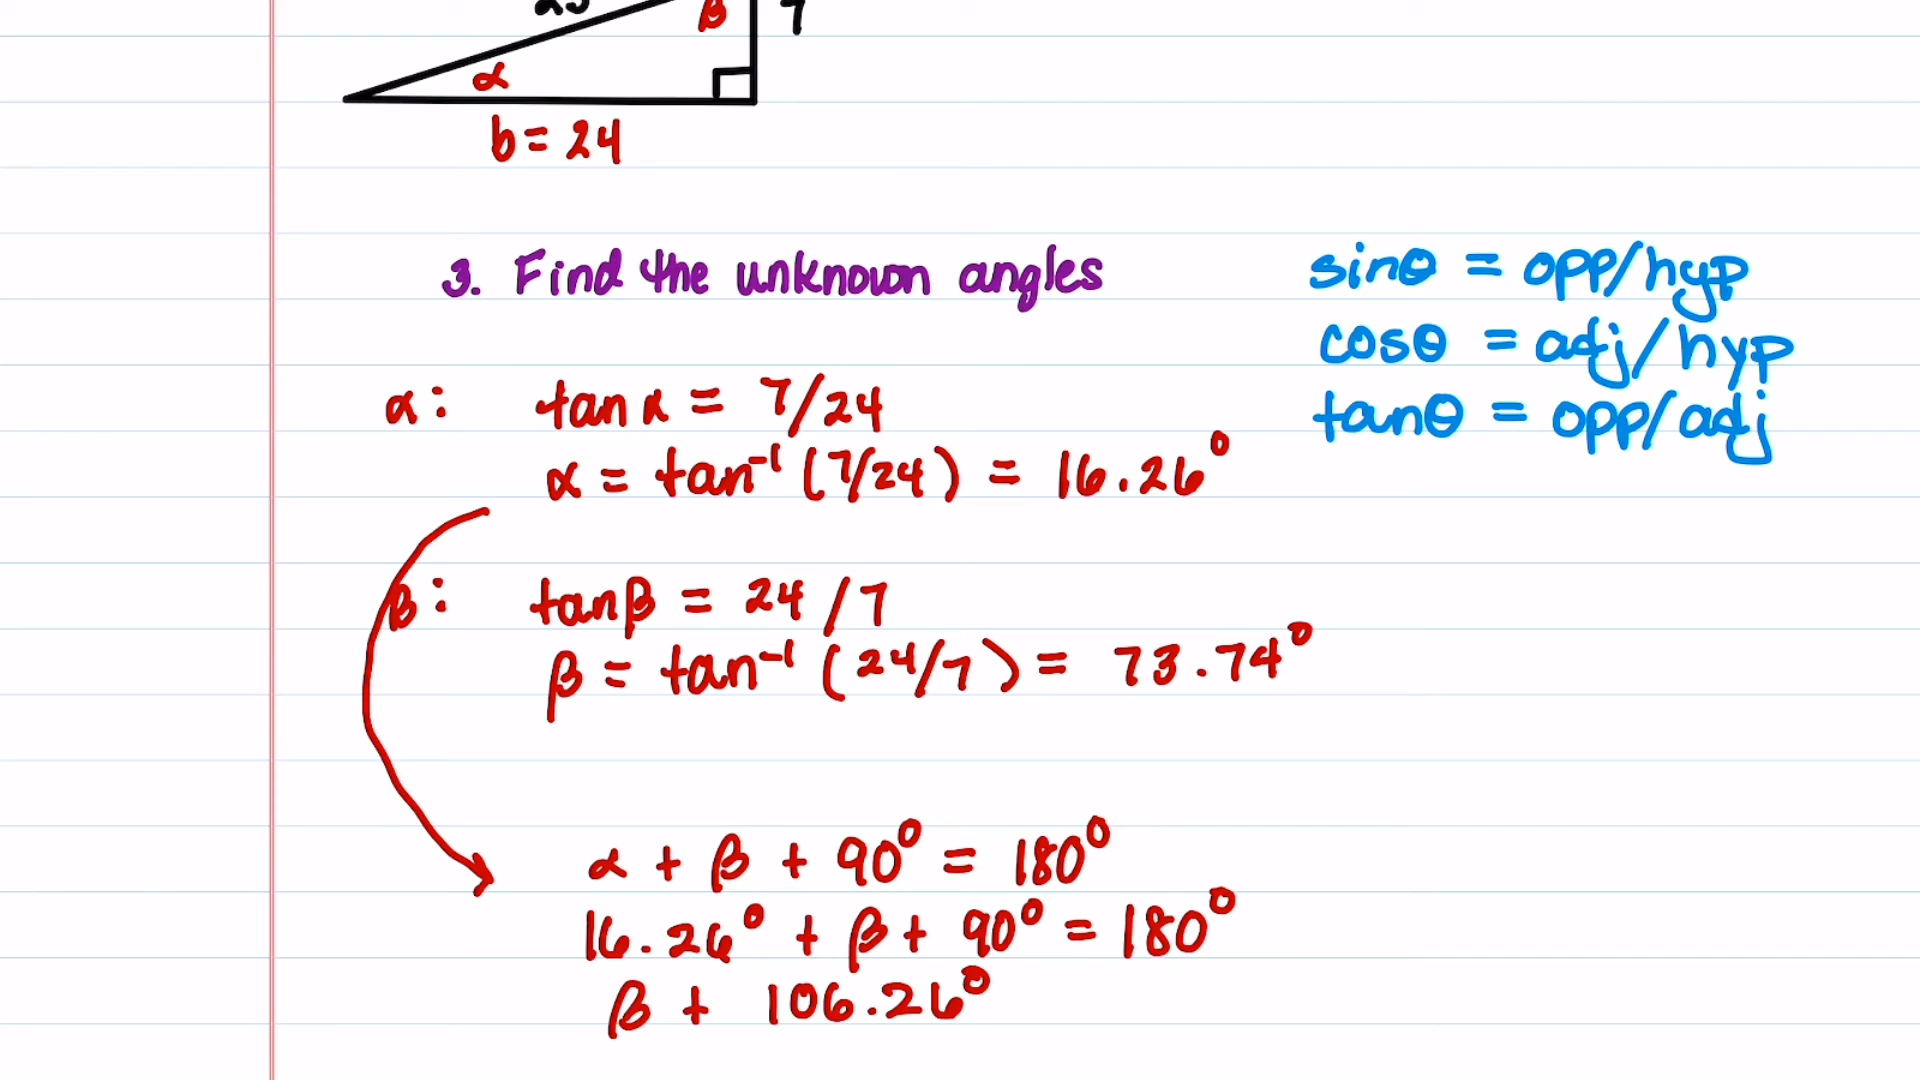 β 7
α
b = 24
3. Find the unknown angles
sinθ = opp/hyp
cosθ = adj/hyp
tanθ = opp/adj
α: tan α = 7/24
α = tan⁻¹ (7/24) = 16.26°
β: tanβ = 24/7
β = tan⁻¹ (24/7) = 73.74°
α + β + 90° = 180°
16.26° + β + 90° = 180°
β + 106.26°